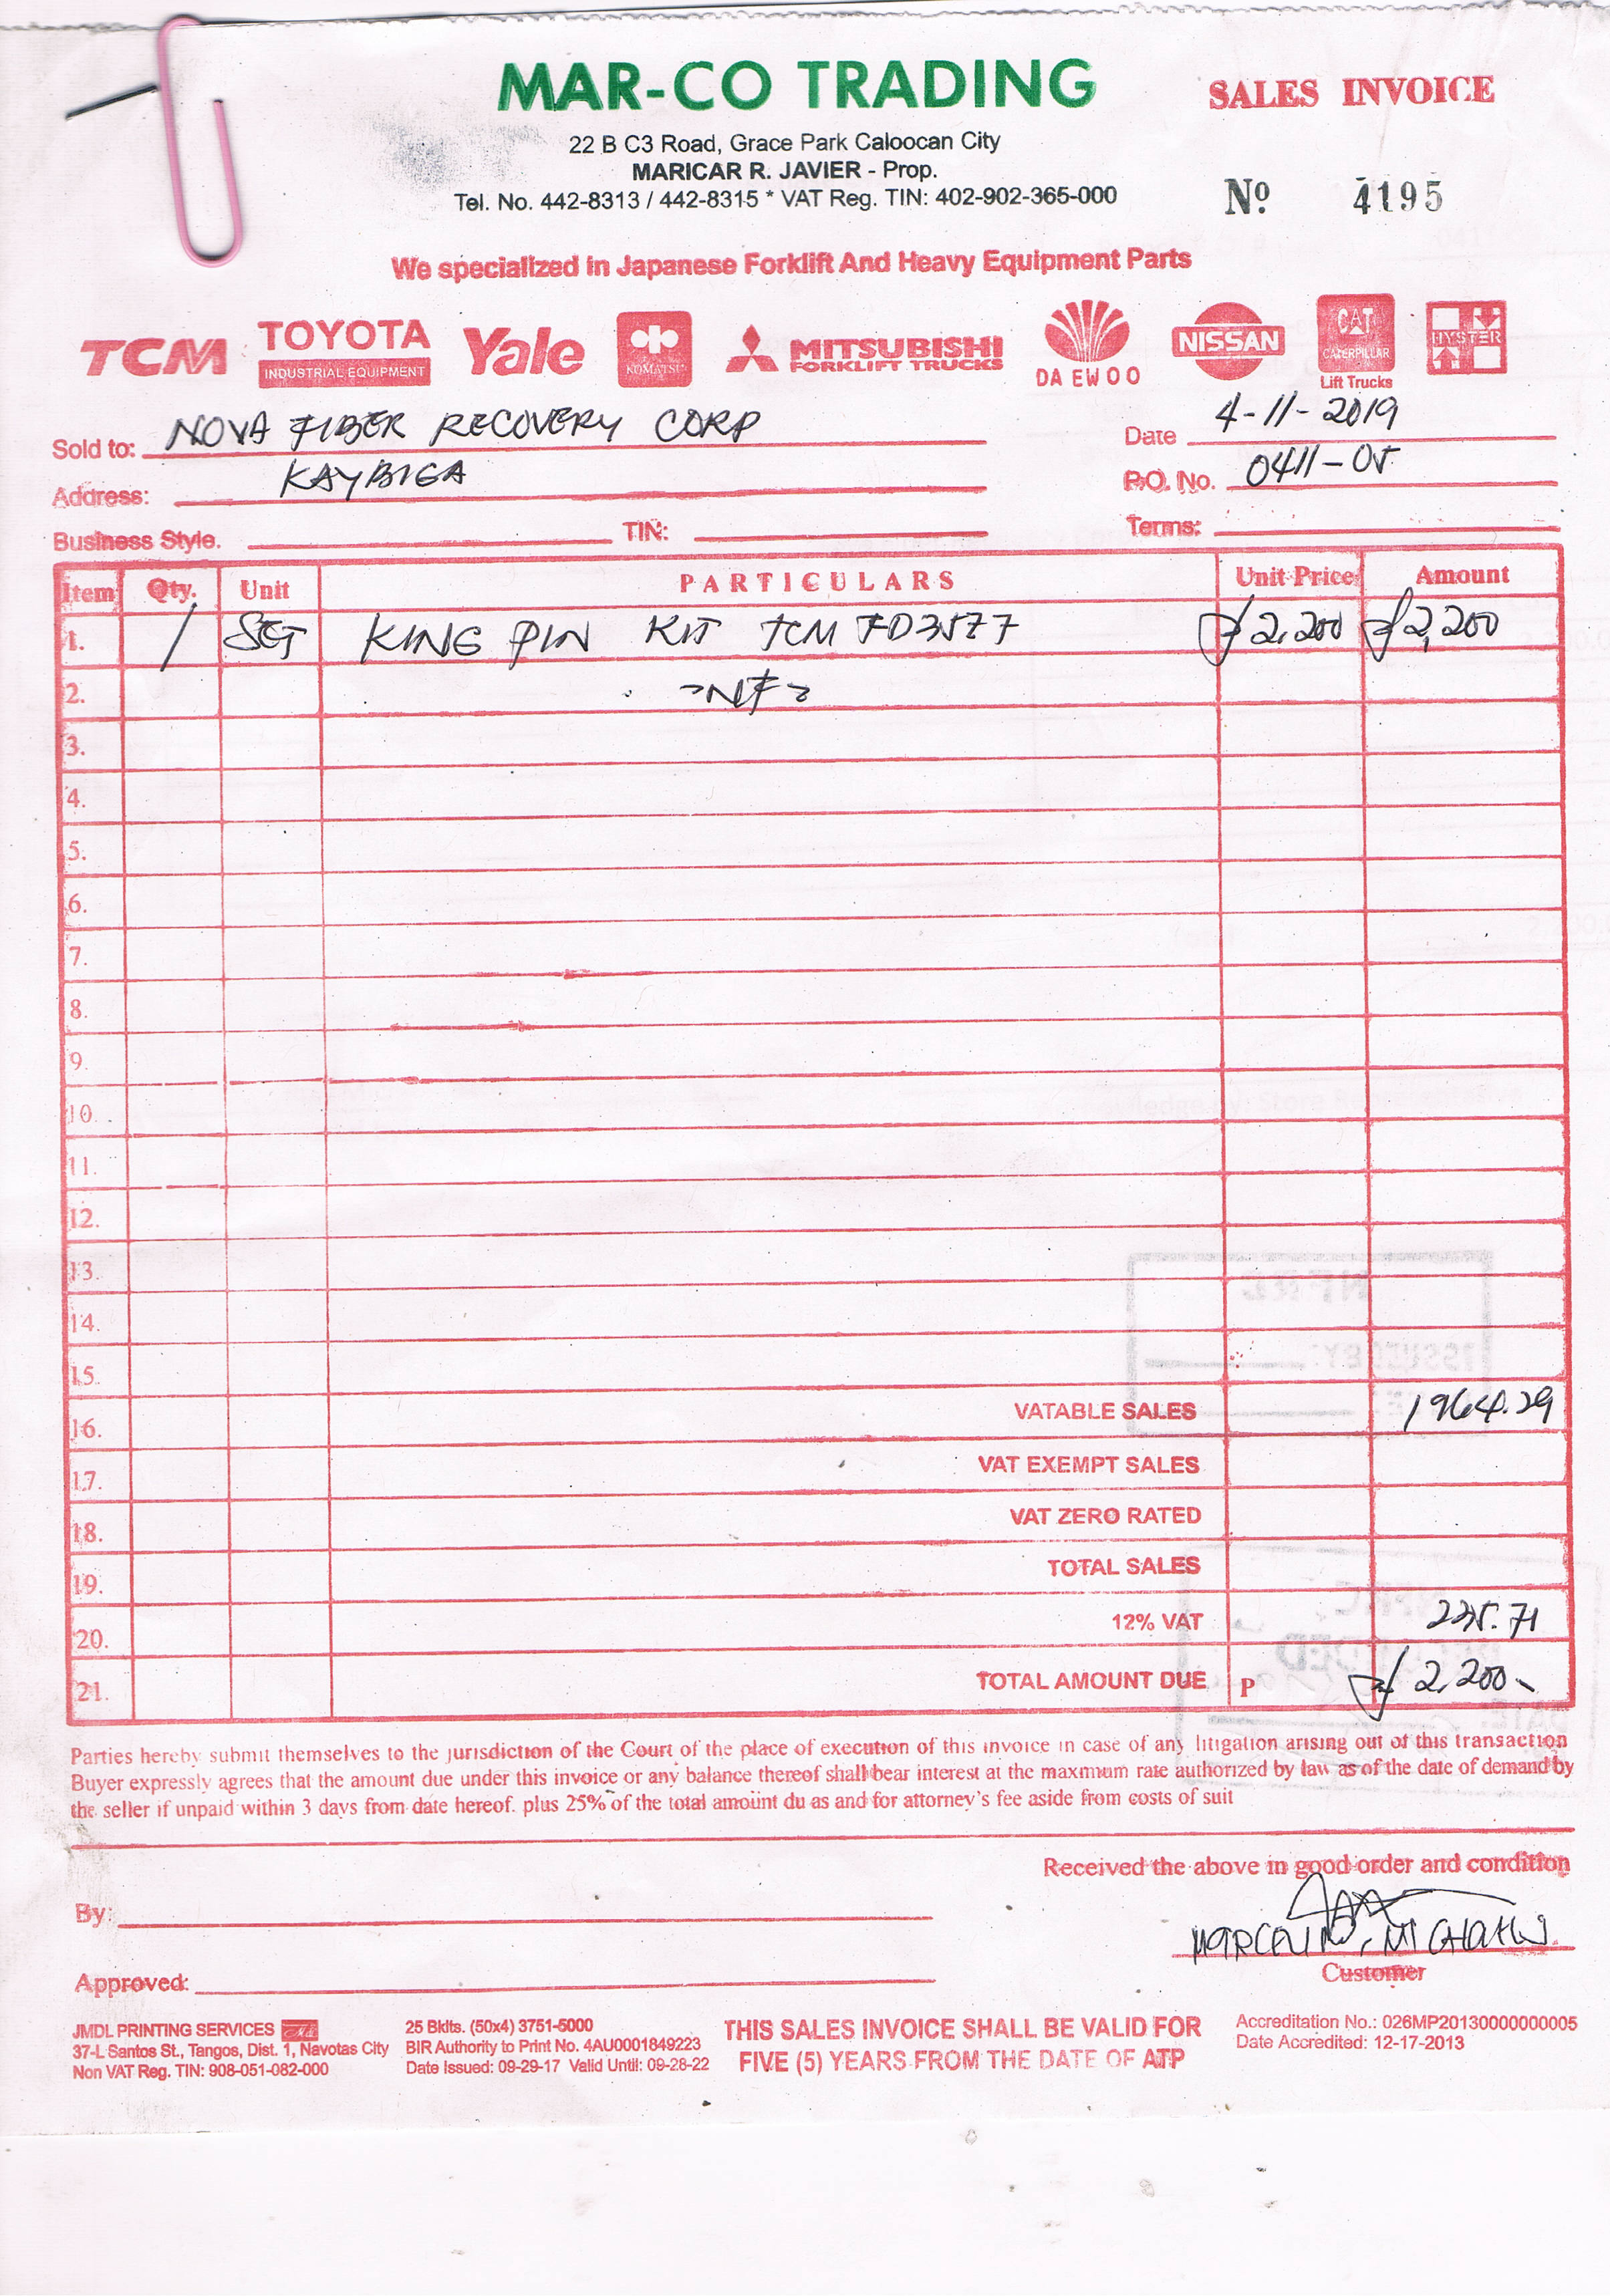 MAR-CO TRADING
SALES INVOICE
22 B C3 Road, Grace Park Caloocan City
MARICAR R. JAVIER - Prop.
Tel. No. 442-8313 / 442-8315 * VAT Reg. TIN: 402-902-365-000
Nº 4195
We specialized in Japanese Forklift And Heavy Equipment Parts
TCM TOYOTA INDUSTRIAL EQUIPMENT Yale KOMATSU MITSUBISHI FORKLIFT TRUCKS DAEWOO NISSAN CAT CATERPILLAR Lift Trucks HYSTER
Sold to: NOVA FIBER RECOVERY CORP Date 4-11-2019
Address: KAYBIGA P.O. No. 0411-05
Business Style. TIN: Terms:
Item Qty. Unit PARTICULARS Unit Price Amount
1. 1 SET KING PIN KIT TCM FD35Z7 ₱2,200 ₱2,200
2. NF
3.
4.
5.
6.
7.
8.
9.
10.
11.
12.
13.
14.
15.
16. VATABLE SALES 1964.29
17. VAT EXEMPT SALES
18. VAT ZERO RATED
19. TOTAL SALES
20. 12% VAT 235.71
21. TOTAL AMOUNT DUE P ₱2,200-
Parties hereby submit themselves to the jurisdiction of the Court of the place of execution of this invoice in case of any litigation arising out of this transaction
Buyer expressly agrees that the amount due under this invoice or any balance thereof shall bear interest at the maxmum rate authorized by law as of the date of demand by
the seller if unpaid within 3 days from date hereof. plus 25% of the total amount du as and for attorney's fee aside from costs of suit
Received the above in good order and condition
By:
Customer
Approved:
JMDL PRINTING SERVICES
37-L Santos St., Tangos, Dist. 1, Navotas City
Non VAT Reg. TIN: 908-051-082-000
25 Bklts. (50x4) 3751-5000
BIR Authority to Print No. 4AU0001849223
Date Issued: 09-29-17 Valid Until: 09-28-22
THIS SALES INVOICE SHALL BE VALID FOR
FIVE (5) YEARS FROM THE DATE OF ATP
Accreditation No.: 026MP20130000000005
Date Accredited: 12-17-2013